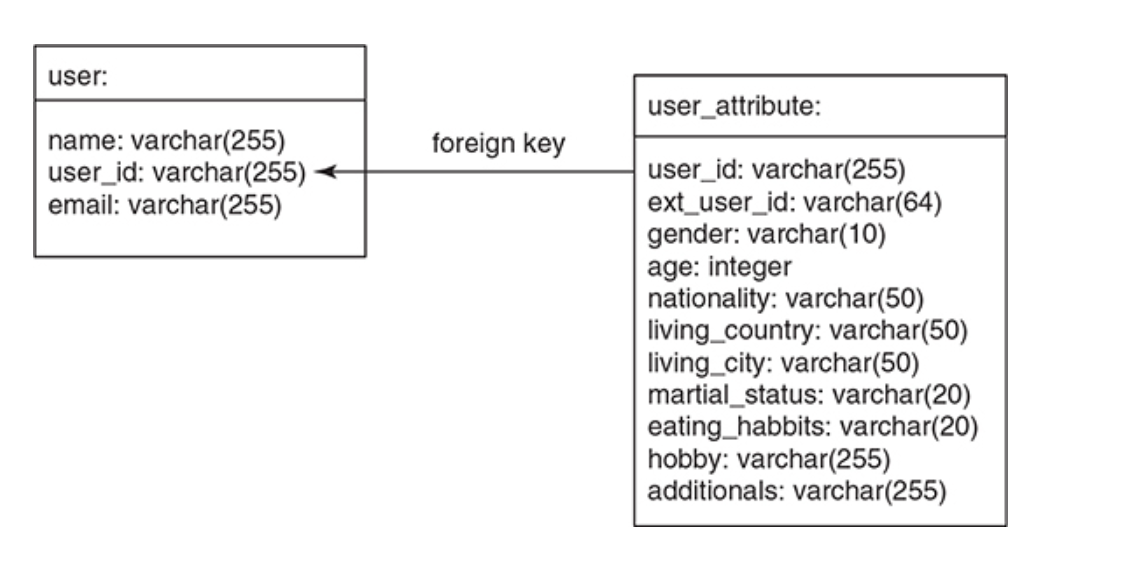 user:
name: varchar(255)
user_id: varchar(255)
email: varchar(255)
foreign key
user_attribute:
user_id: varchar(255)
ext_user_id: varchar(64)
gender: varchar(10)
age: integer
nationality: varchar(50)
living_country: varchar(50)
living_city: varchar(50)
martial_status: varchar(20)
eating_habbits: varchar(20)
hobby: varchar(255)
additionals: varchar(255)